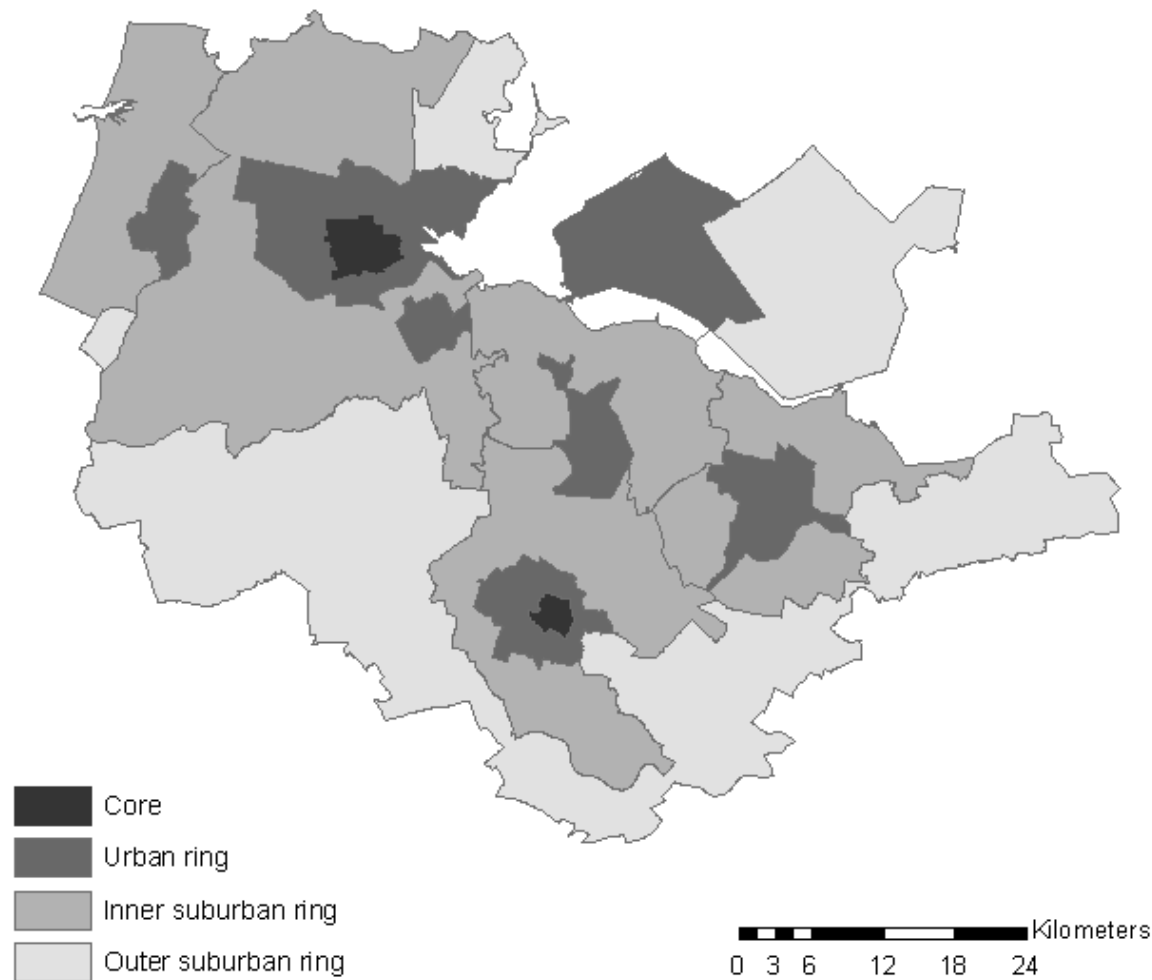 Core
Urban ring
Inner suburban ring
Outer suburban ring
Kilometers
0 3 6 12 18 24